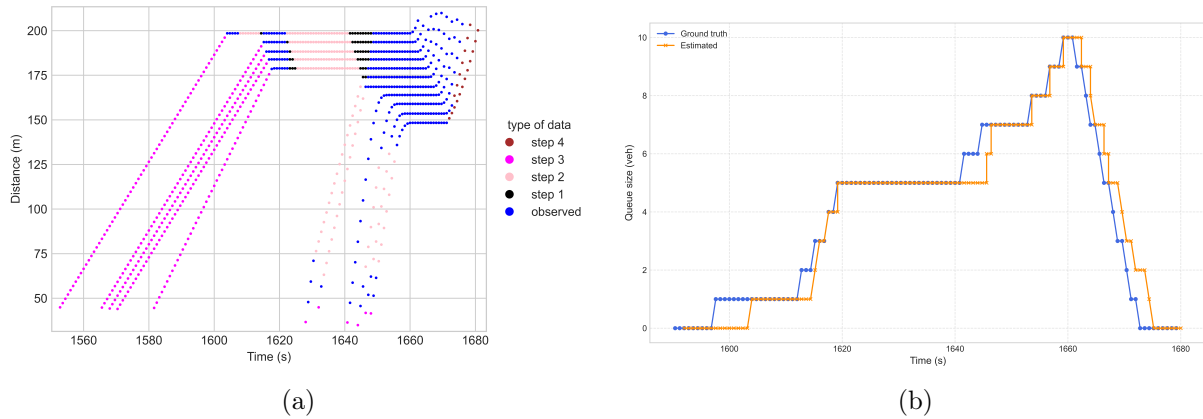 200
175
150
125
100
75
50
Distance (m)
1560 1580 1600 1620 1640 1660 1680
Time (s)
type of data
step 4
step 3
step 2
step 1
observed
(a)
Ground truth
Estimated
10
8
6
4
2
0
Queue size (veh)
1600 1620 1640 1660 1680
Time (s)
(b)